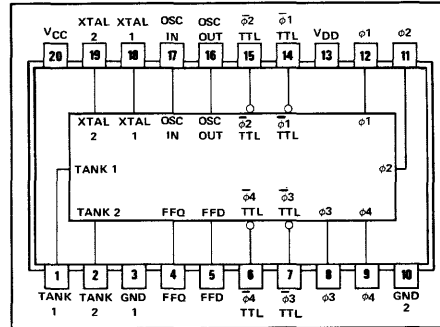 VCC XTAL 2 XTAL 1 OSC IN OSC OUT φ̅2 TTL φ̅1 TTL VDD φ1 φ2
20 19 18 17 16 15 14 13 12 11
XTAL 2 XTAL 1 OSC IN OSC OUT φ̅2 TTL φ̅1 TTL φ1
TANK 1 φ2
TANK 2 FFQ FFD φ̅4 TTL φ̅3 TTL φ3 φ4
1 2 3 4 5 6 7 8 9 10
TANK 1 TANK 2 GND 1 FFQ FFD φ̅4 TTL φ̅3 TTL φ3 φ4 GND 2